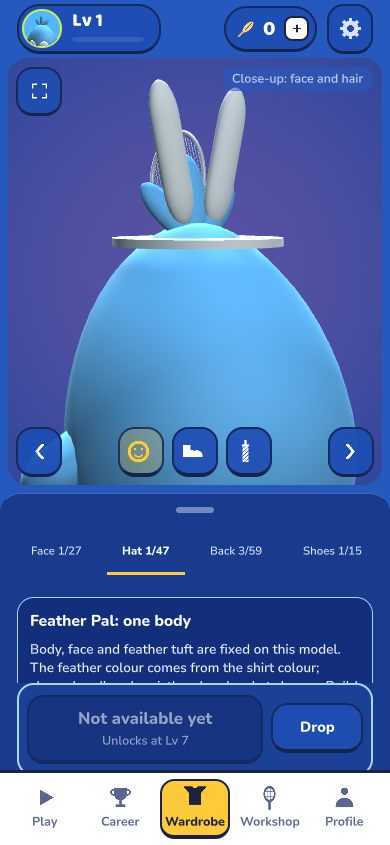 Lv 1
0
+
Close-up: face and hair
Face 1/27
Hat 1/47
Back 3/59
Shoes 1/15
Feather Pal: one body
Body, face and feather tuft are fixed on this model.
The feather colour comes from the shirt colour;
Not available yet
Unlocks at Lv 7
Drop
Play
Career
Wardrobe
Workshop
Profile